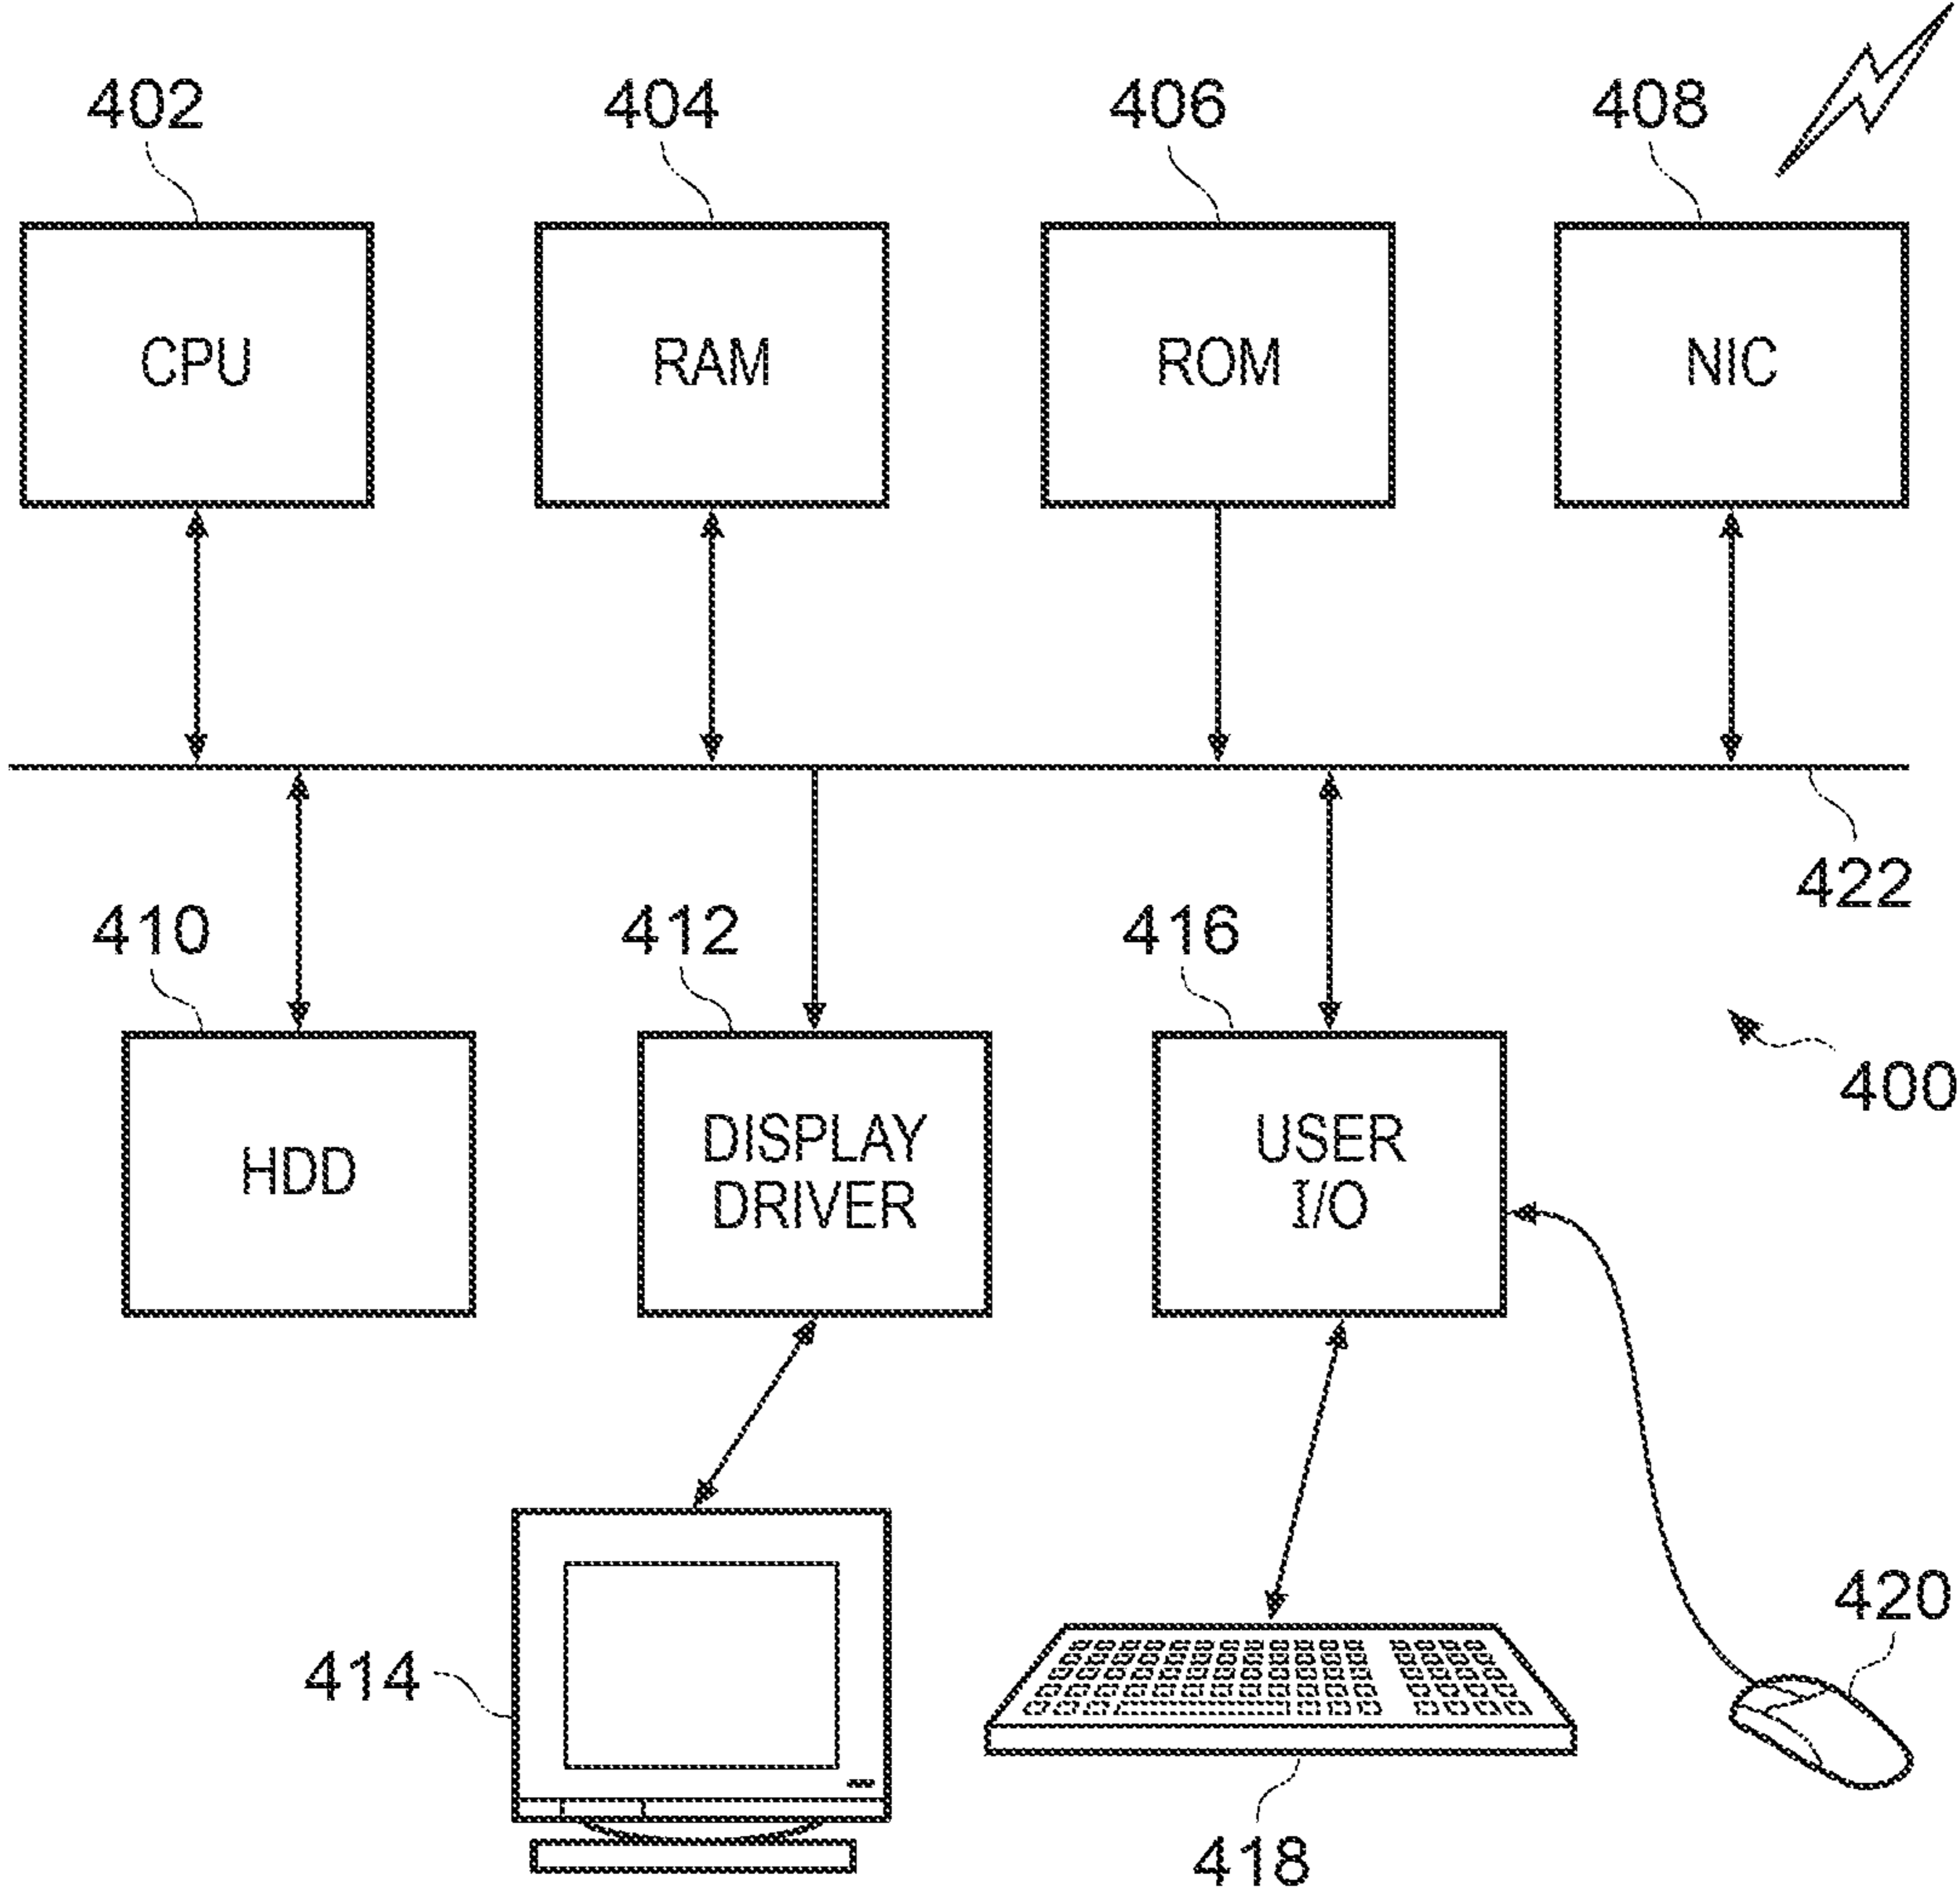 402
404
406
408
CPU
RAM
ROM
NIC
422
410
412
416
400
HDD
DISPLAY
DRIVER
USER
I/O
420
414
418